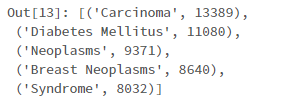 Out[13]: [('Carcinoma', 13389),
('Diabetes Mellitus', 11080),
('Neoplasms', 9371),
('Breast Neoplasms', 8640),
('Syndrome', 8032)]